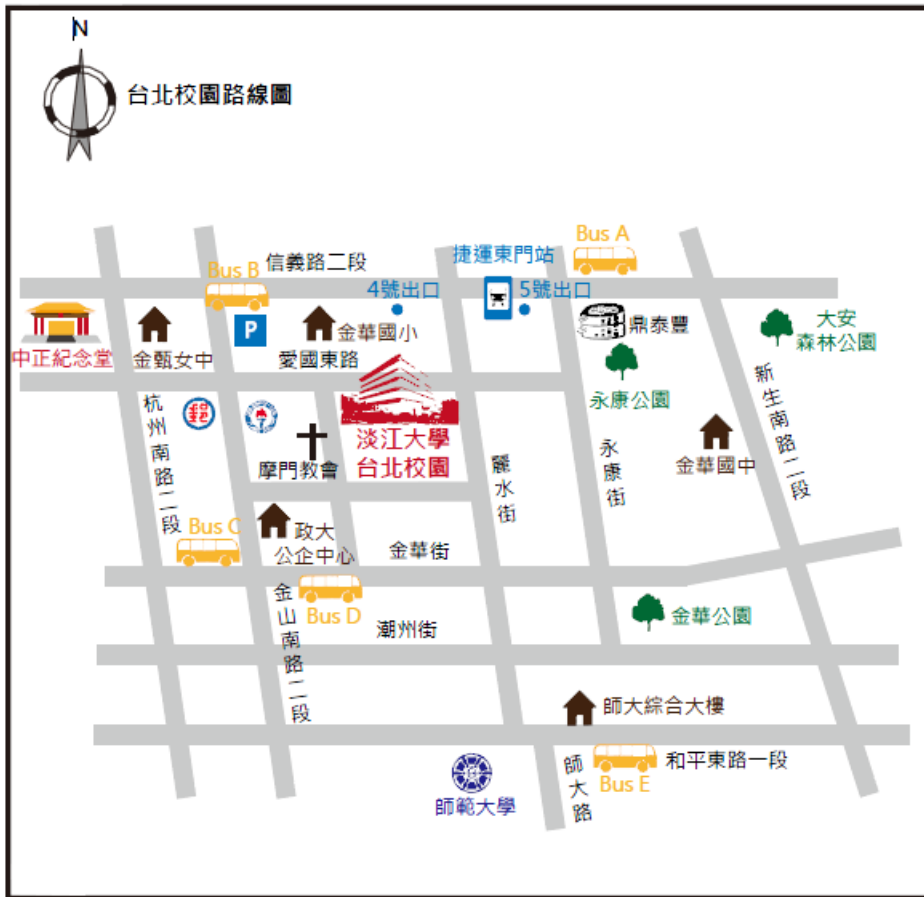 N
台北校園路線圖
捷運東門站
Bus A
Bus B
信義路二段
4號出口
5號出口
P
中正紀念堂
金甄女中
金華國小
鼎泰豐
大安
森林公園
愛國東路
永康公園
新生南路二段
杭州南路二段
郵
摩門教會
淡江大學
台北校園
麗水街
永康街
金華國中
Bus C
政大
公企中心
金華街
金山南路二段
Bus D
潮州街
金華公園
師大綜合大樓
師範大學
師大路
Bus E
和平東路一段